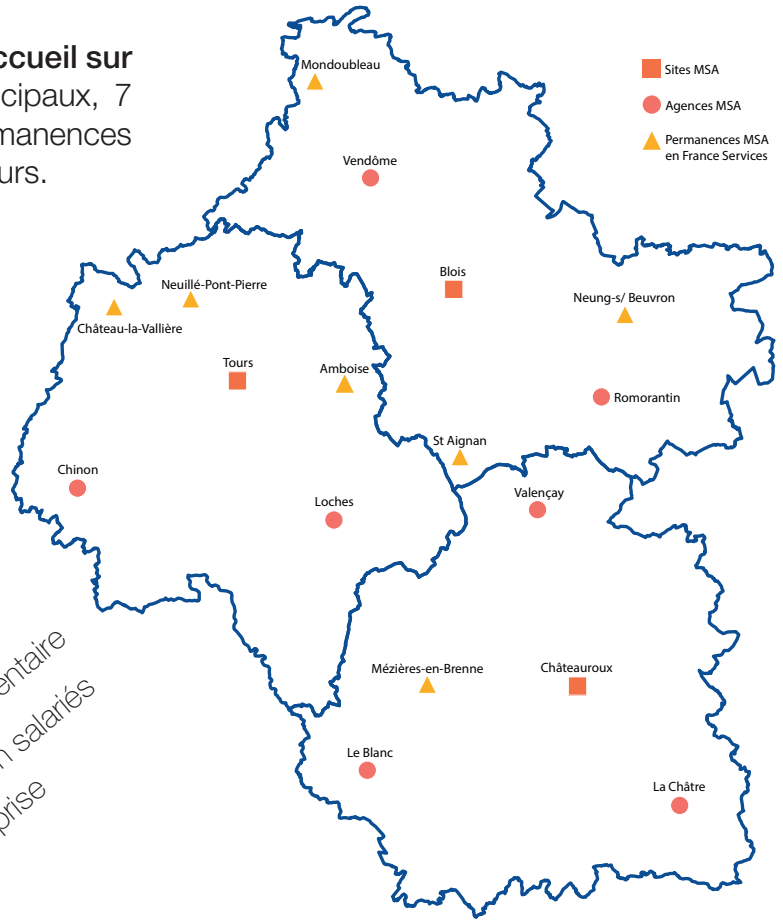 ccueil sur
cipaux, 7
manences
urs.
Sites MSA
Agences MSA
Permanences MSA
en France Services
Mondoubleau
Vendôme
Blois
Neung-s/ Beuvron
Neuillé-Pont-Pierre
Château-la-Vallière
Tours
Amboise
Romorantin
St Aignan
Chinon
Loches
Valençay
Mézières-en-Brenne
Châteauroux
Le Blanc
La Châtre
entaire
n salariés
prise